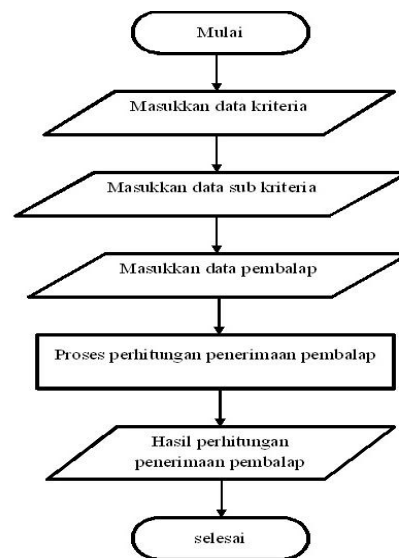 Mulai
Masukkan data kriteria
Masukkan data sub kriteria
Masukkan data pembalap
Proses perhitungan penerimaan pembalap
Hasil perhitungan
penerimaan pembalap
selesai